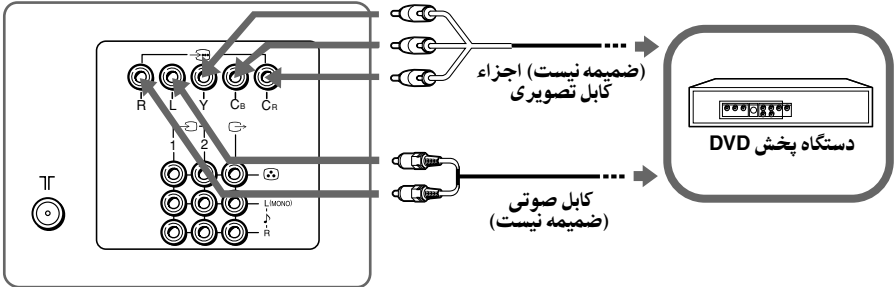 R L Y CB CR
1 2
L(MONO)
R
(ضمیمه نیست) اجزاء
کابل تصویری
دستگاه پخش DVD
کابل صوتی
(ضمیمه نیست)